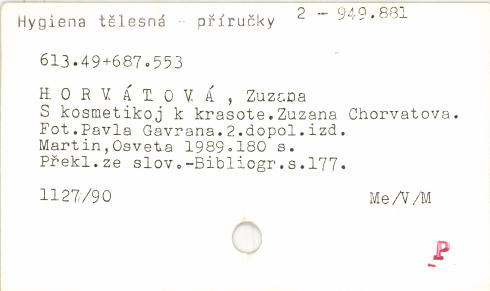 Hygiena tělesná - příručky 2 - 949.881
613.49+687.553
H O R V Á T O V Á , Zuzana
S kosmetikoj k krasote.Zuzana Chorvatova.
Fot.Pavla Gavrana.2.dopol.izd.
Martin,Osveta 1989.180 s.
Překl.ze slov.-Bibliogr.s.177.
1127/90 Me/V/M
P